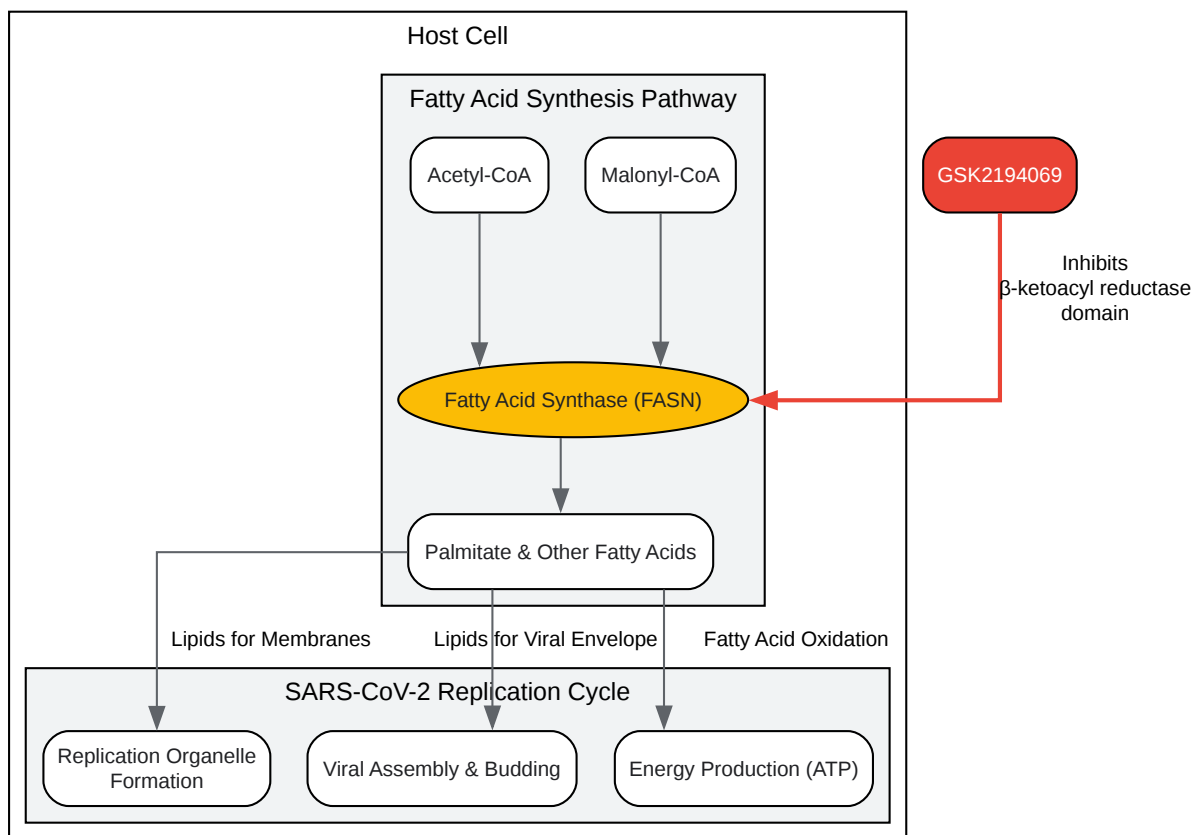 Host Cell
Fatty Acid Synthesis Pathway
Acetyl-CoA
Malonyl-CoA
GSK2194069
Inhibits
β-ketoacyl reductase
domain
Fatty Acid Synthase (FASN)
Palmitate & Other Fatty Acids
Lipids for Membranes
Lipids for Viral Envelope
Fatty Acid Oxidation
SARS-CoV-2 Replication Cycle
Replication Organelle
Formation
Viral Assembly & Budding
Energy Production (ATP)